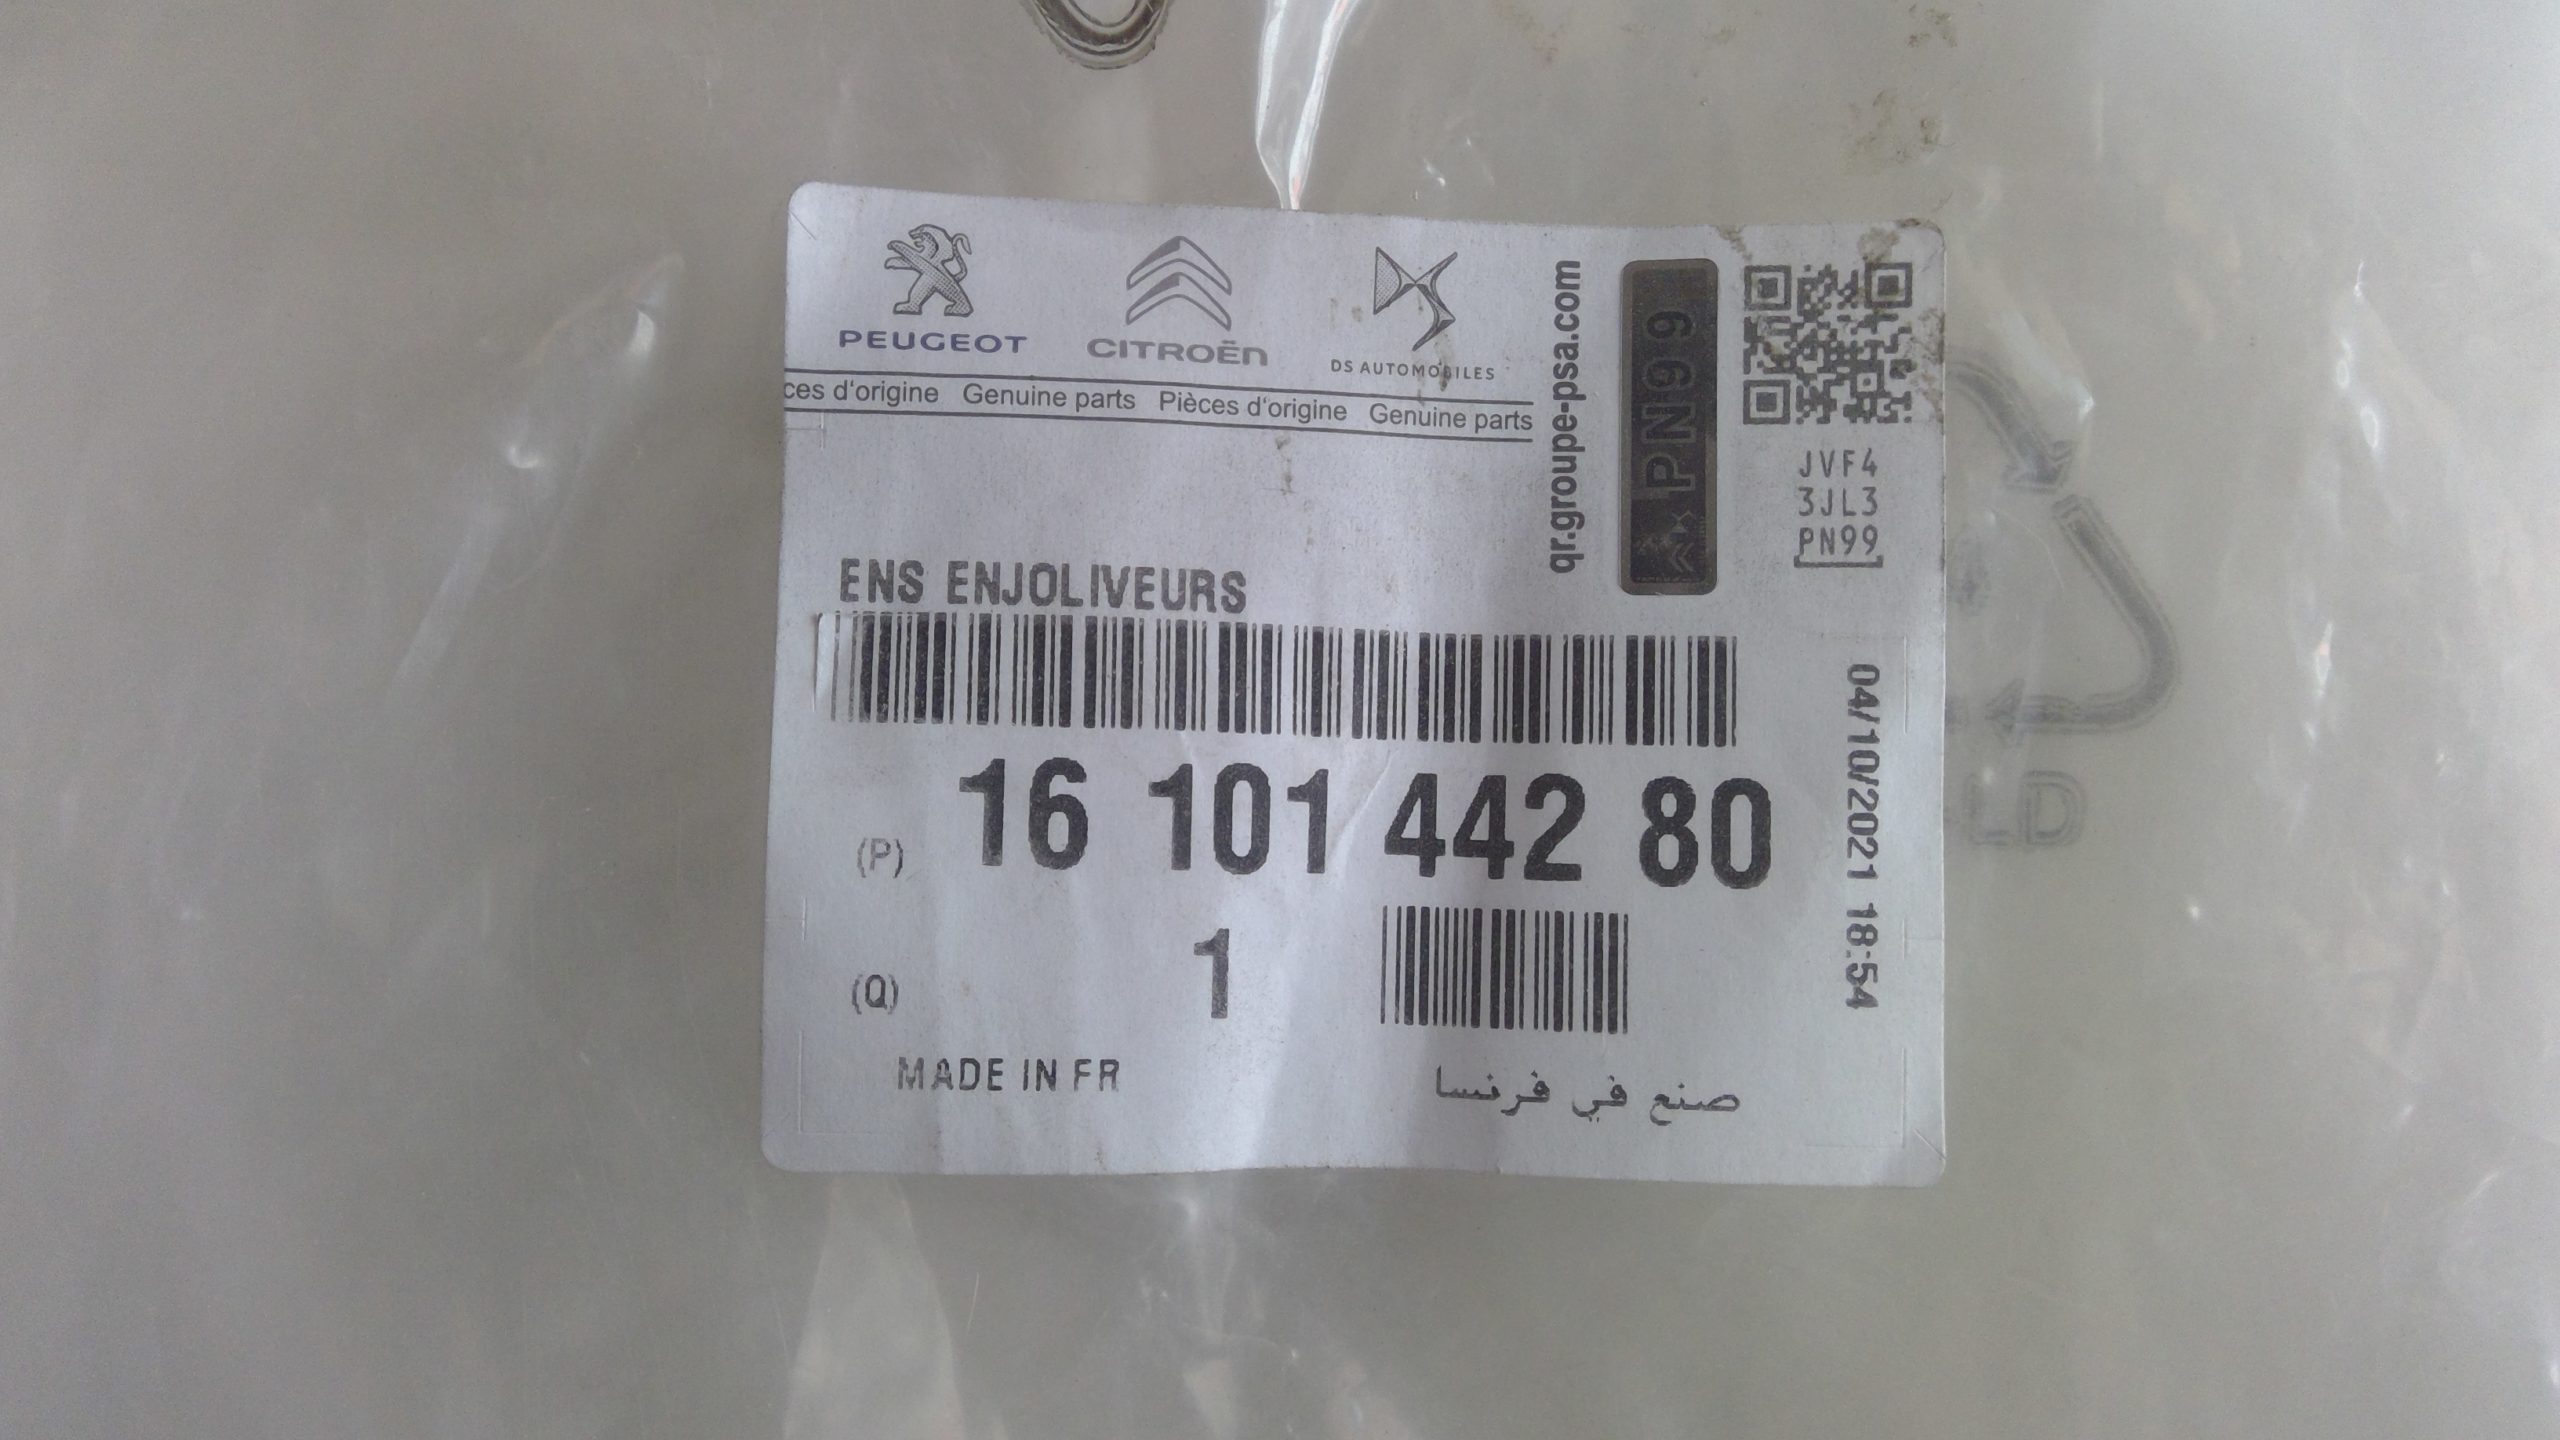 PEUGEOT
CITROËN
DS AUTOMOBILES
ces d'origine Genuine parts Pièces d'origine Genuine parts
qr.groupe-psa.com
PN99
JVF4
3JL3
PN99
ENS ENJOLIVEURS
(P) 16 101 442 80
(Q) 1
04/10/2021 18:54
MADE IN FR
صنع في فرنسا
LD